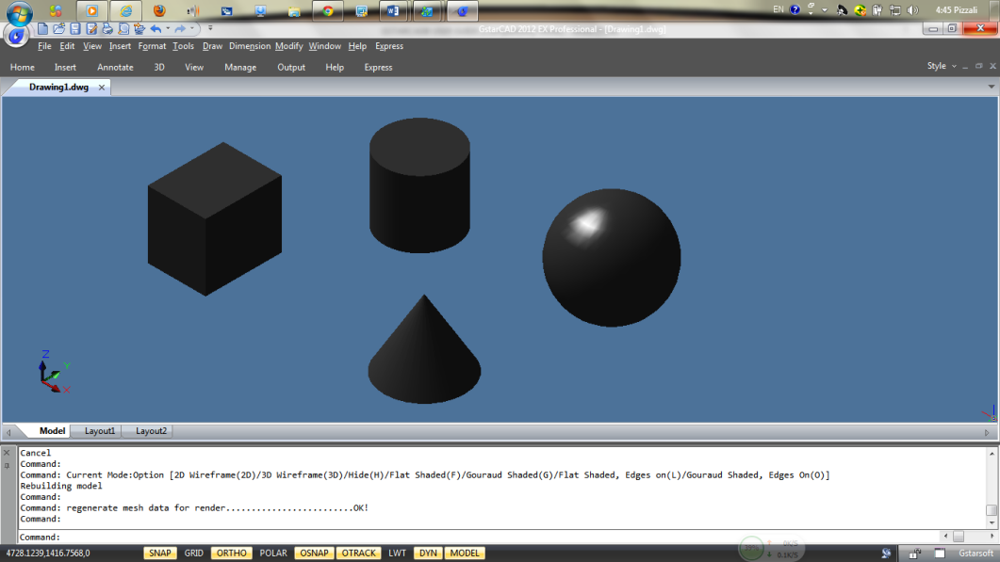 EN
4:45 Pizzali
GstarCAD 2012 EX Professional - [Drawing1.dwg]
File Edit View Insert Format Tools Draw Dimension Modify Window Help Express
Home Insert Annotate 3D View Manage Output Help Express Style
Drawing1.dwg
Z
Y
X
Model Layout1 Layout2
Cancel
Command:
Command: Current Mode:Option [2D Wireframe(2D)/3D Wireframe(3D)/Hide(H)/Flat Shaded(F)/Gouraud Shaded(G)/Flat Shaded, Edges on(L)/Gouraud Shaded, Edges On(O)]
Rebuilding model
Command:
Command: regenerate mesh data for render.........................OK!
Command:
Command:
4728.1239,1416.7568,0 SNAP GRID ORTHO POLAR OSNAP OTRACK LWT DYN MODEL 0K/S Gstarsoft
0.1K/S